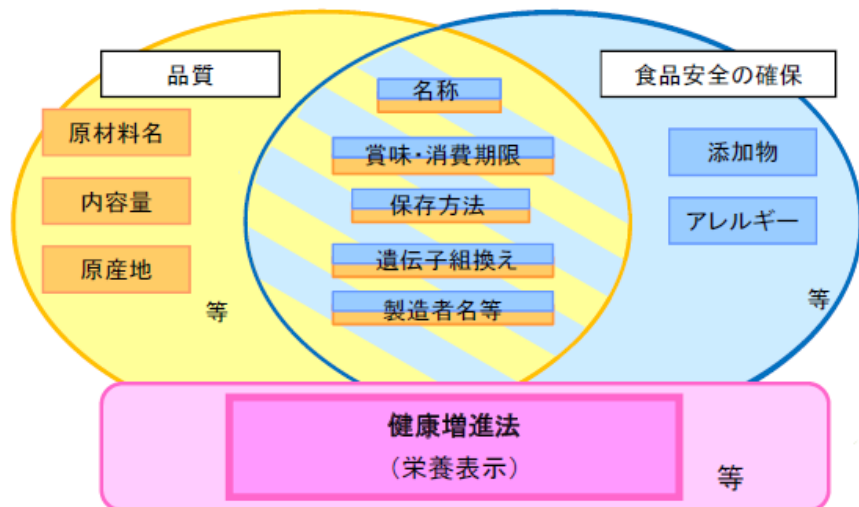 品質
食品安全の確保
原材料名
内容量
原産地
等
名称
賞味・消費期限
保存方法
遺伝子組換え
製造者名等
添加物
アレルギー
等
健康増進法
（栄養表示）
等